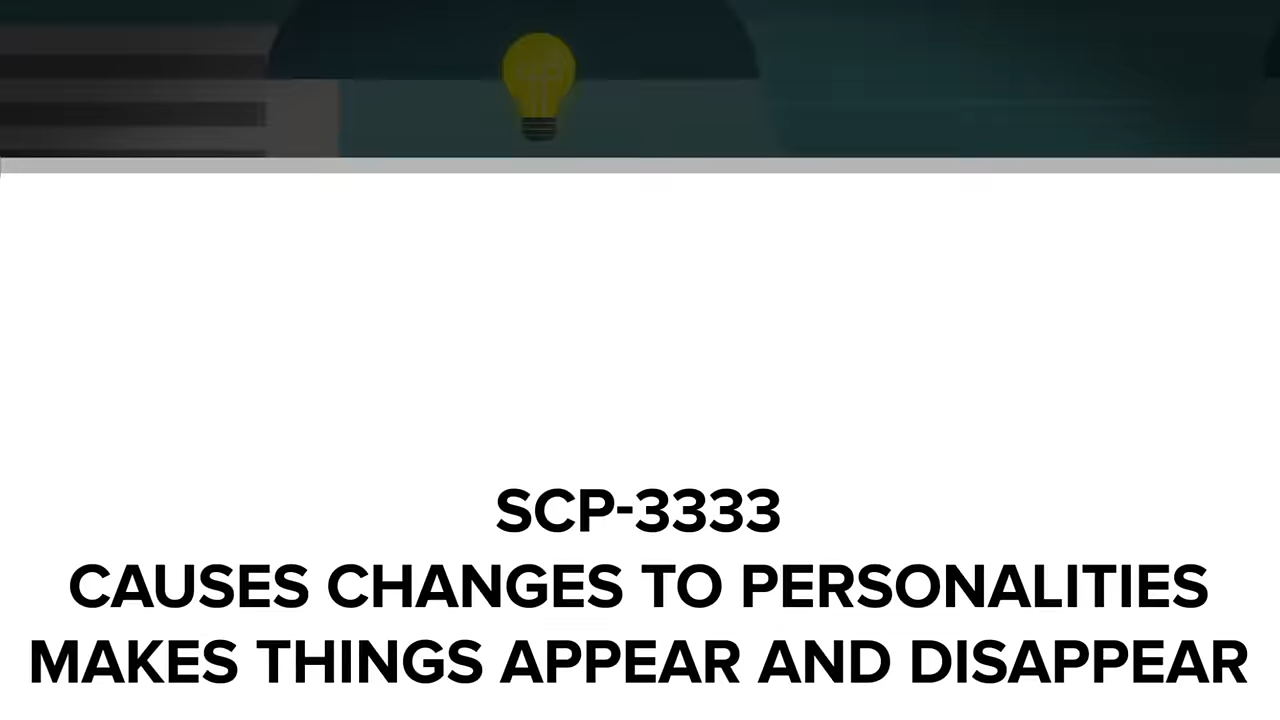 SCP-3333
CAUSES CHANGES TO PERSONALITIES
MAKES THINGS APPEAR AND DISAPPEAR